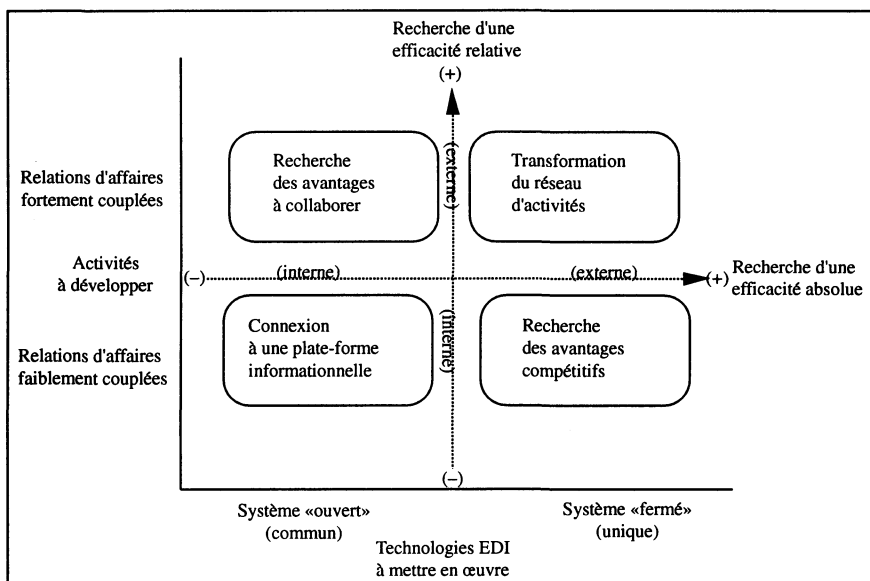 Recherche d'une
efficacité relative
(+)
Relations d'affaires
fortement couplées
Recherche
des avantages
à collaborer
(externe)
Transformation
du réseau
d'activités
Activités
à développer
(–)
(interne)
(externe)
(+)
Recherche d'une
efficacité absolue
Relations d'affaires
faiblement couplées
Connexion
à une plate-forme
informationnelle
(interne)
Recherche
des avantages
compétitifs
(–)
Système «ouvert»
(commun)
Système «fermé»
(unique)
Technologies EDI
à mettre en œuvre